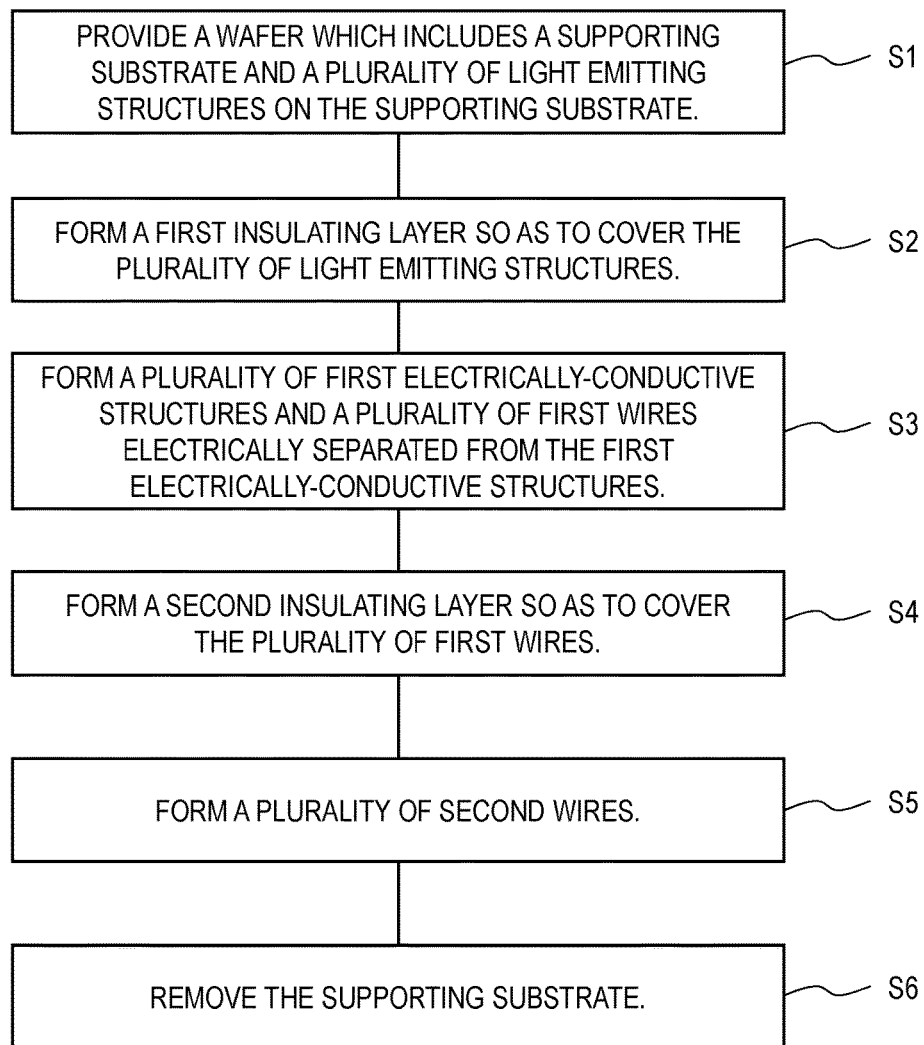 PROVIDE A WAFER WHICH INCLUDES A SUPPORTING
SUBSTRATE AND A PLURALITY OF LIGHT EMITTING
STRUCTURES ON THE SUPPORTING SUBSTRATE.
S1
FORM A FIRST INSULATING LAYER SO AS TO COVER THE
PLURALITY OF LIGHT EMITTING STRUCTURES.
S2
FORM A PLURALITY OF FIRST ELECTRICALLY-CONDUCTIVE
STRUCTURES AND A PLURALITY OF FIRST WIRES
ELECTRICALLY SEPARATED FROM THE FIRST
ELECTRICALLY-CONDUCTIVE STRUCTURES.
S3
FORM A SECOND INSULATING LAYER SO AS TO COVER
THE PLURALITY OF FIRST WIRES.
S4
FORM A PLURALITY OF SECOND WIRES.
S5
REMOVE THE SUPPORTING SUBSTRATE.
S6